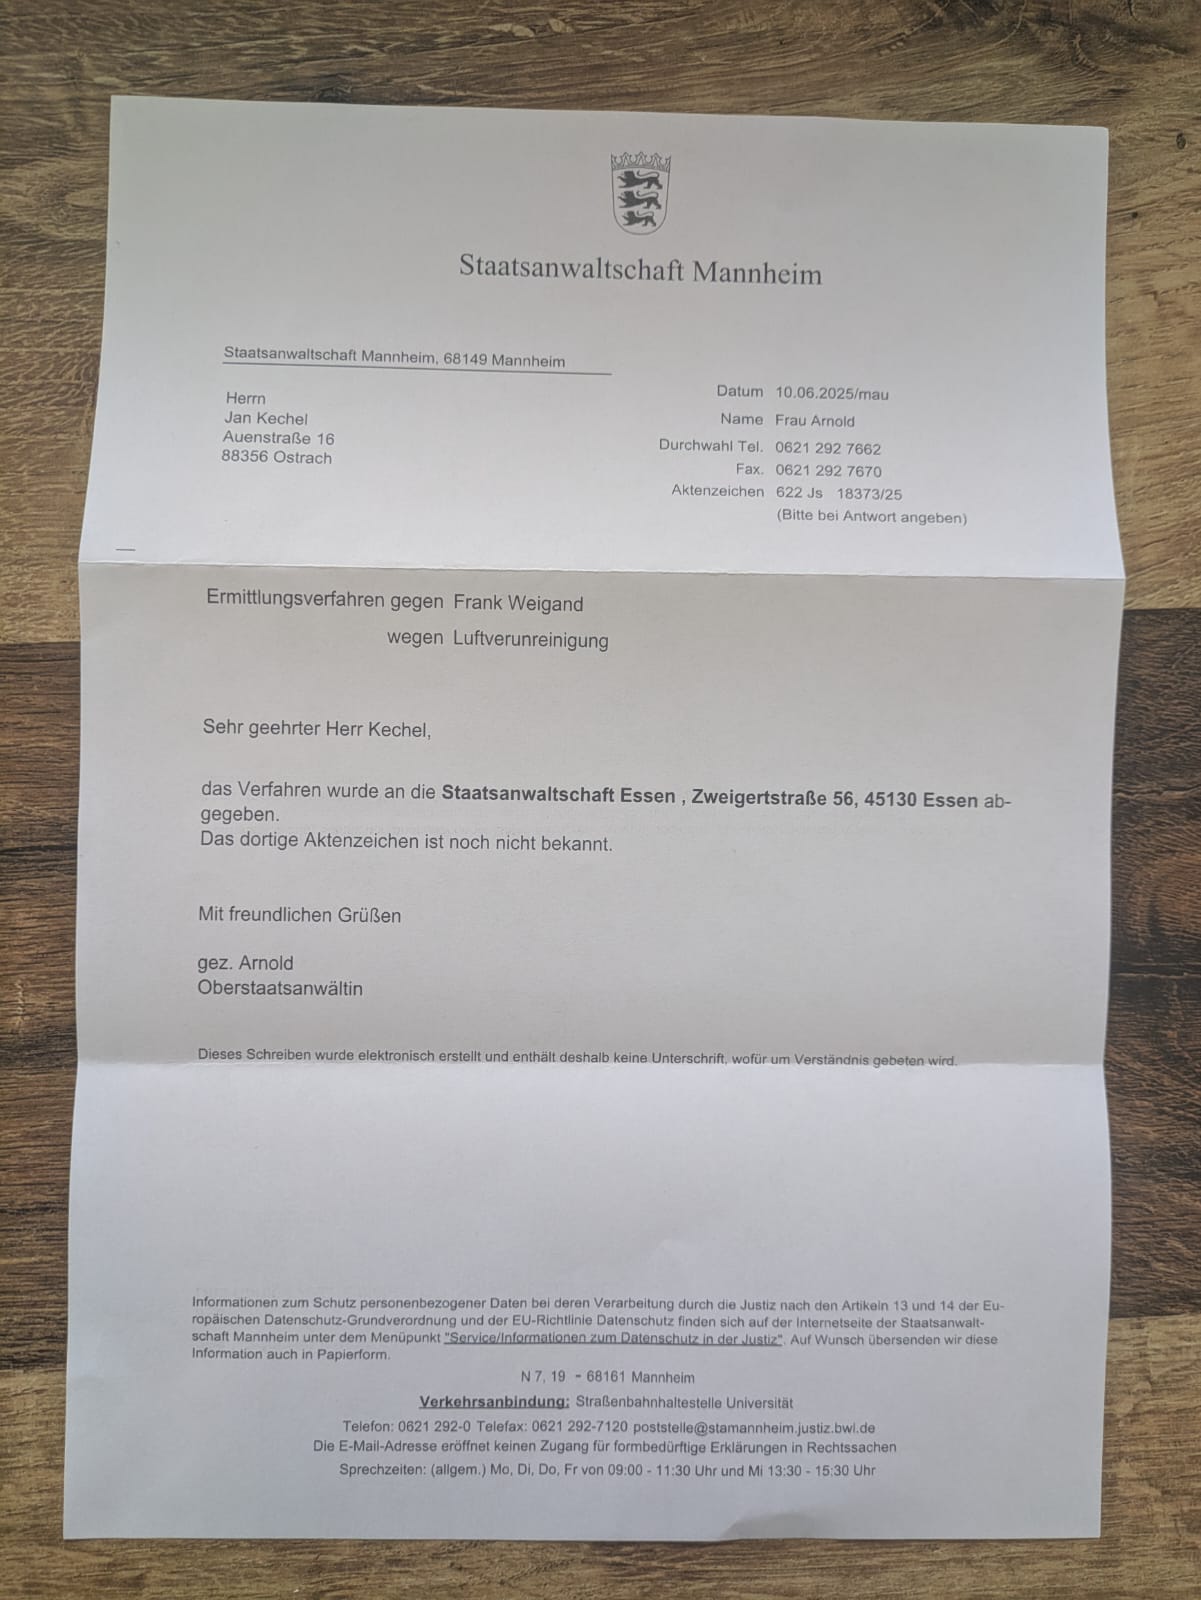 Staatsanwaltschaft Mannheim
Staatsanwaltschaft Mannheim, 68149 Mannheim
Herrn
Jan Kechel
Auenstraße 16
88356 Ostrach
Datum 10.06.2025/mau
Name Frau Arnold
Durchwahl Tel. 0621 292 7662
Fax. 0621 292 7670
Aktenzeichen 622 Js 18373/25
(Bitte bei Antwort angeben)
Ermittlungsverfahren gegen Frank Weigand
wegen Luftverunreinigung
Sehr geehrter Herr Kechel,
das Verfahren wurde an die Staatsanwaltschaft Essen , Zweigertstraße 56, 45130 Essen ab-
gegeben.
Das dortige Aktenzeichen ist noch nicht bekannt.
Mit freundlichen Grüßen
gez. Arnold
Oberstaatsanwältin
Dieses Schreiben wurde elektronisch erstellt und enthält deshalb keine Unterschrift, wofür um Verständnis gebeten wird.
Informationen zum Schutz personenbezogener Daten bei deren Verarbeitung durch die Justiz nach den Artikeln 13 und 14 der Eu-
ropäischen Datenschutz-Grundverordnung und der EU-Richtlinie Datenschutz finden sich auf der Internetseite der Staatsanwalt-
schaft Mannheim unter dem Menüpunkt "Service/Informationen zum Datenschutz in der Justiz". Auf Wunsch übersenden wir diese
Information auch in Papierform.
N 7, 19 - 68161 Mannheim
Verkehrsanbindung: Straßenbahnhaltestelle Universität
Telefon: 0621 292-0 Telefax: 0621 292-7120 poststelle@stamannheim.justiz.bwl.de
Die E-Mail-Adresse eröffnet keinen Zugang für formbedürftige Erklärungen in Rechtssachen
Sprechzeiten: (allgem.) Mo, Di, Do, Fr von 09:00 - 11:30 Uhr und Mi 13:30 - 15:30 Uhr